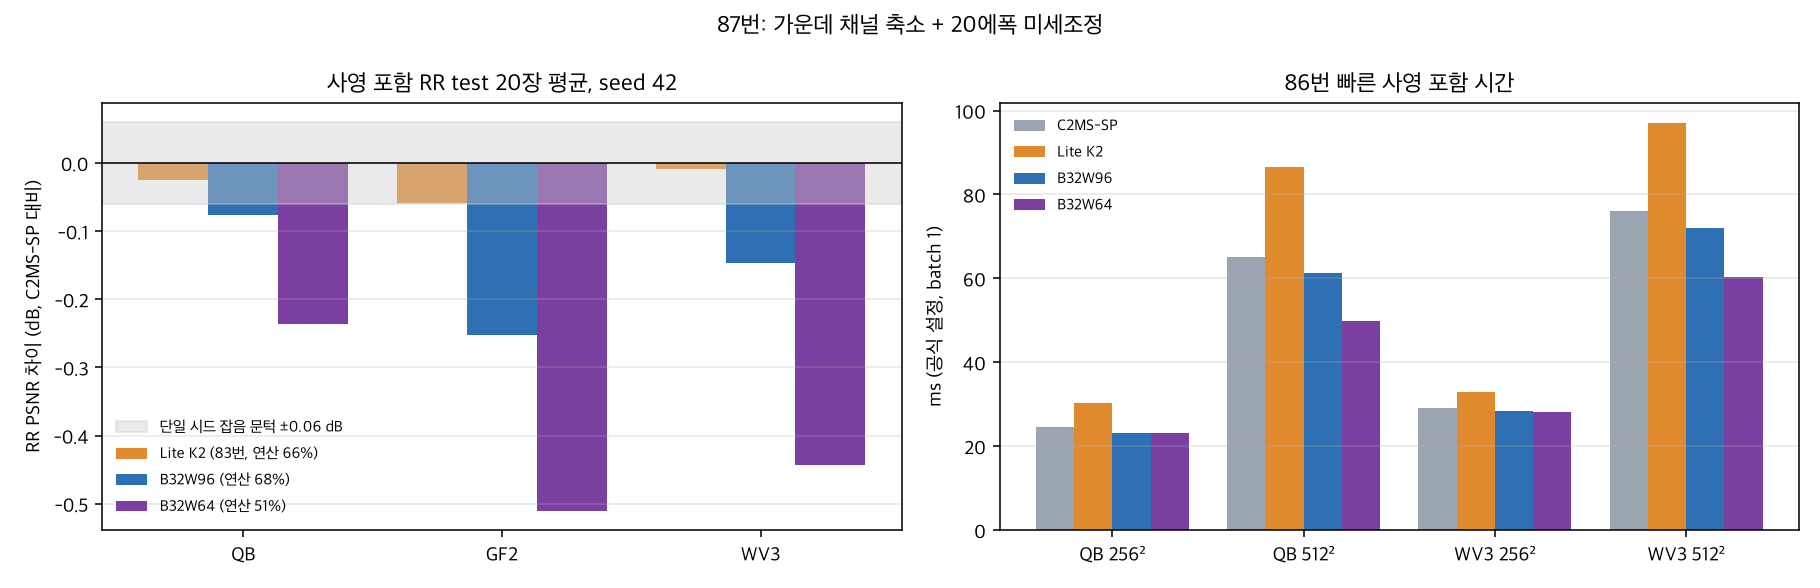 87번: 가운데 채널 축소 + 20에폭 미세조정
사영 포함 RR test 20장 평균, seed 42
RR PSNR 차이 (dB, C2MS-SP 대비)
0.0
-0.1
-0.2
-0.3
-0.4
-0.5
단일 시드 잡음 문턱 ±0.06 dB
Lite K2 (83번, 연산 66%)
B32W96 (연산 68%)
B32W64 (연산 51%)
QB
GF2
WV3
86번 빠른 사영 포함 시간
ms (공식 설정, batch 1)
100
80
60
40
20
0
C2MS-SP
Lite K2
B32W96
B32W64
QB 256²
QB 512²
WV3 256²
WV3 512²